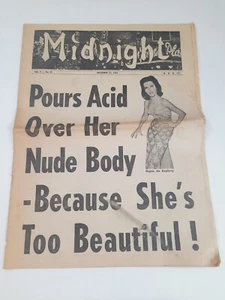 Midnight
Pours Acid
Over Her
Nude Body
-Because She's
Too Beautiful!